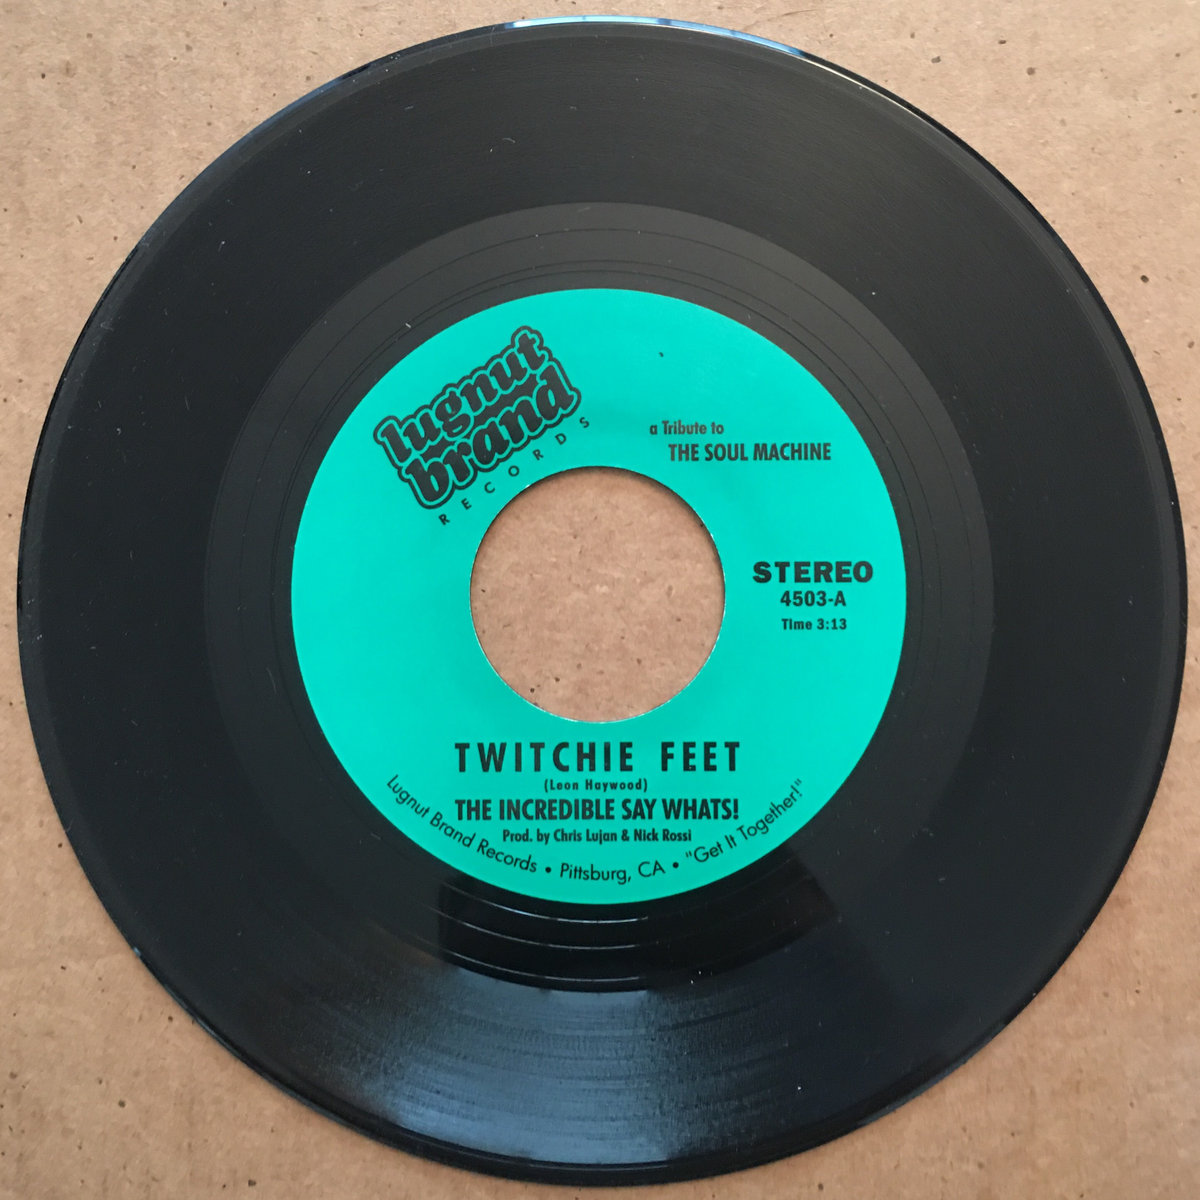 lugnut
brand
RECORDS
a Tribute to
THE SOUL MACHINE
STEREO
4503-A
Time 3:13
TWITCHIE FEET
(Leon Haywood)
THE INCREDIBLE SAY WHATS!
Prod. by Chris Lujan & Nick Rossi
Lugnut Brand Records • Pittsburg, CA • "Get It Together!"